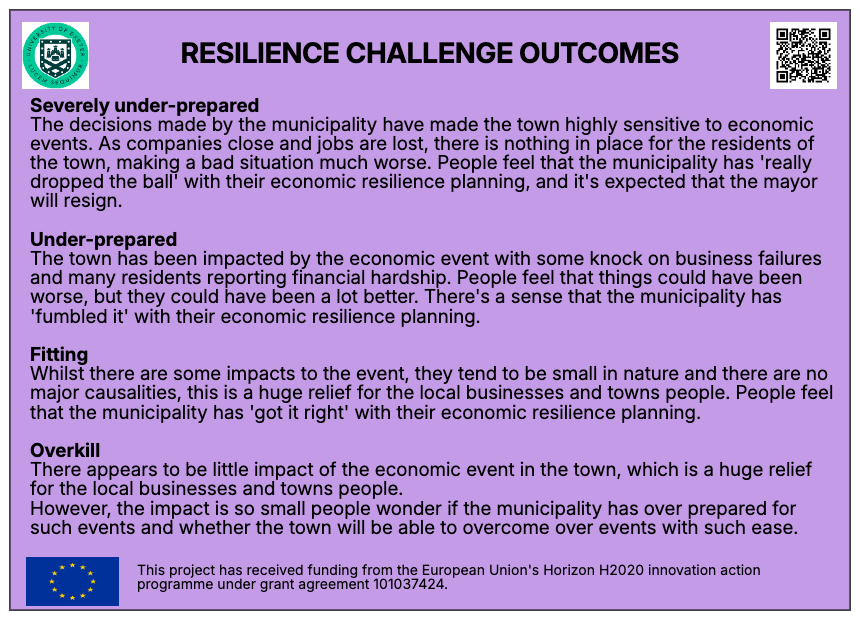 UNIVERSITY OF EXETER
LUCEM SEQUIMUR
RESILIENCE CHALLENGE OUTCOMES
Severely under-prepared
The decisions made by the municipality have made the town highly sensitive to economic
events. As companies close and jobs are lost, there is nothing in place for the residents of
the town, making a bad situation much worse. People feel that the municipality has 'really
dropped the ball' with their economic resilience planning, and it's expected that the mayor
will resign.
Under-prepared
The town has been impacted by the economic event with some knock on business failures
and many residents reporting financial hardship. People feel that things could have been
worse, but they could have been a lot better. There's a sense that the municipality has
'fumbled it' with their economic resilience planning.
Fitting
Whilst there are some impacts to the event, they tend to be small in nature and there are no
major causalities, this is a huge relief for the local businesses and towns people. People feel
that the municipality has 'got it right' with their economic resilience planning.
Overkill
There appears to be little impact of the economic event in the town, which is a huge relief
for the local businesses and towns people.
However, the impact is so small people wonder if the municipality has over prepared for
such events and whether the town will be able to overcome over events with such ease.
This project has received funding from the European Union's Horizon H2020 innovation action
programme under grant agreement 101037424.